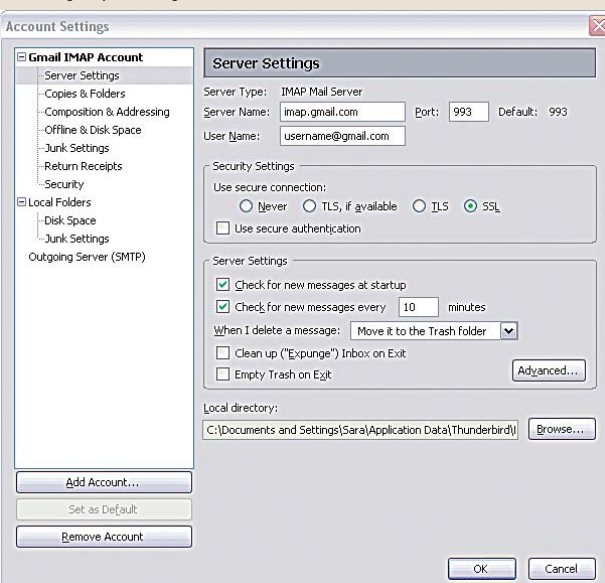 Account Settings
Gmail IMAP Account
Server Settings
Copies & Folders
Composition & Addressing
Offline & Disk Space
Junk Settings
Return Receipts
Security
Local Folders
Disk Space
Junk Settings
Outgoing Server (SMTP)
Add Account...
Set as Default
Remove Account
Server Settings
Server Type: IMAP Mail Server
Server Name: imap.gmail.com Port: 993 Default: 993
User Name: username@gmail.com
Security Settings
Use secure connection:
Never TLS, if available TLS SSL
Use secure authentication
Server Settings
Check for new messages at startup
Check for new messages every 10 minutes
When I delete a message: Move it to the Trash folder
Clean up ("Expunge") Inbox on Exit
Empty Trash on Exit
Advanced...
Local directory:
C:\Documents and Settings\Sara\Application Data\Thunderbird\ Browse...
OK Cancel